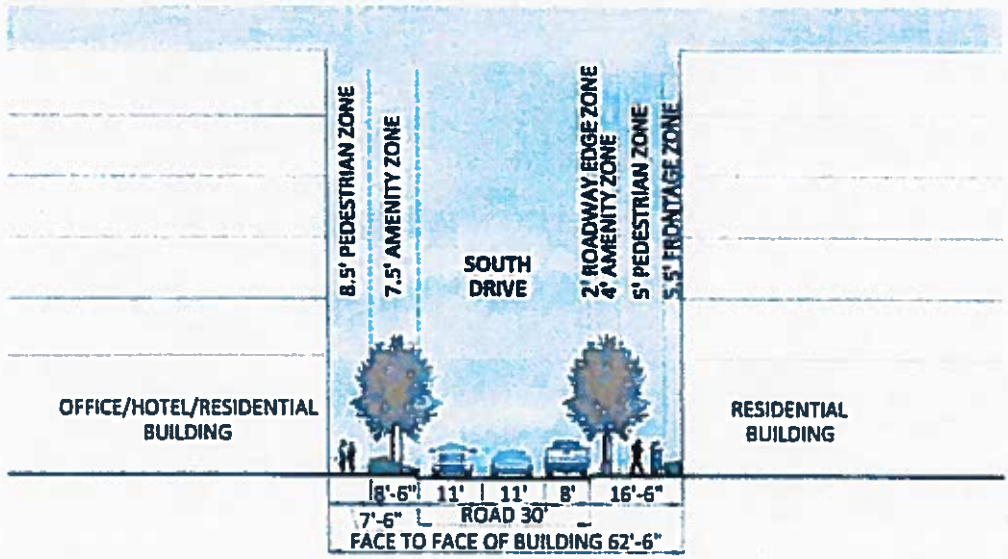 8.5' PEDESTRIAN ZONE
7.5' AMENITY ZONE
SOUTH
DRIVE
2' ROADWAY EDGE ZONE
4' AMENITY ZONE
5' PEDESTRIAN ZONE
5.5' FRONTAGE ZONE
OFFICE/HOTEL/RESIDENTIAL
BUILDING
RESIDENTIAL
BUILDING
8'-6" 11' 11' 8' 16'-6"
7'-6" ROAD 30'
FACE TO FACE OF BUILDING 62'-6"